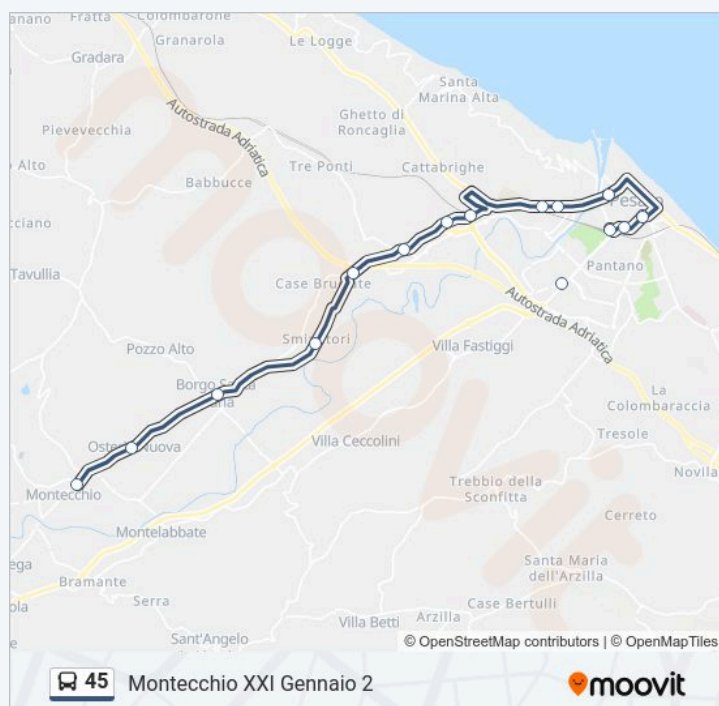 anano
Fratta
Colombarone
Granarola
Le Logge
Gradara
Santa
Marina Alta
Autostrada Adriatica
Ghetto di
Roncaglia
Pievevecchia
o Alto
Tre Ponti
Cattabrighe
Babbucce
Pesaro
cciano
Pantano
Tavullia
Case Bruciate
Autostrada Adriatica
Pozzo Alto
Villa Fastiggi
Borgo Santa
Maria
La
Colombaraccia
Villa Ceccolini
Tresole
Osteria Nuova
Trebbio della
Sconfitta
Novila
Montecchio
Cerreto
Montelabbate
ega
Santa Maria
dell'Arzilla
Bramante
ola
Serra
Case Bertulli
Villa Betti
Arzilla
Sant'Angelo
© OpenStreetMap contributors | © OpenMapTiles
45 Montecchio XXI Gennaio 2
moovit
moovit